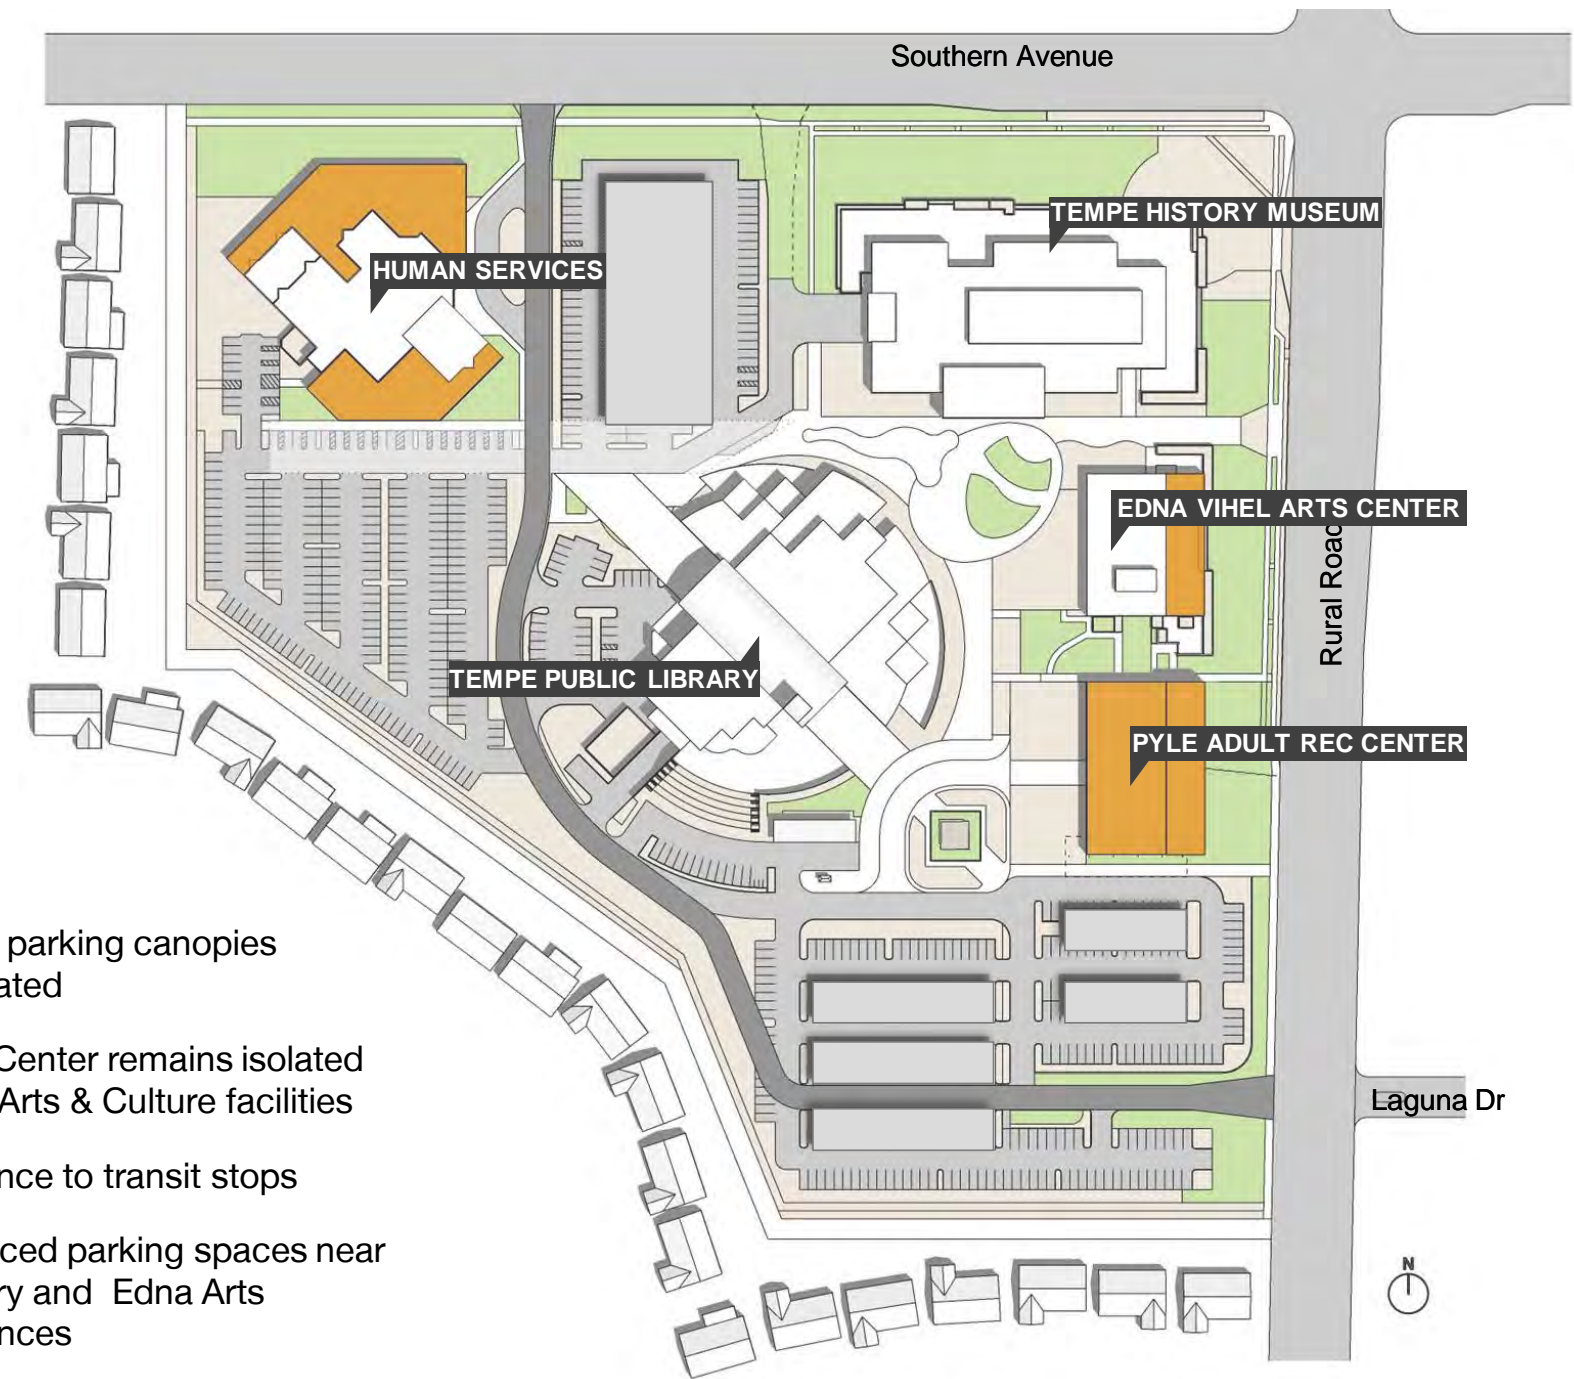 Southern Avenue
TEMPE HISTORY MUSEUM
HUMAN SERVICES
EDNA VIHEL ARTS CENTER
Rural Road
TEMPE PUBLIC LIBRARY
PYLE ADULT REC CENTER
parking canopies
ated
Center remains isolated
Arts & Culture facilities
Laguna Dr
nce to transit stops
ced parking spaces near
ry and Edna Arts
nces
N